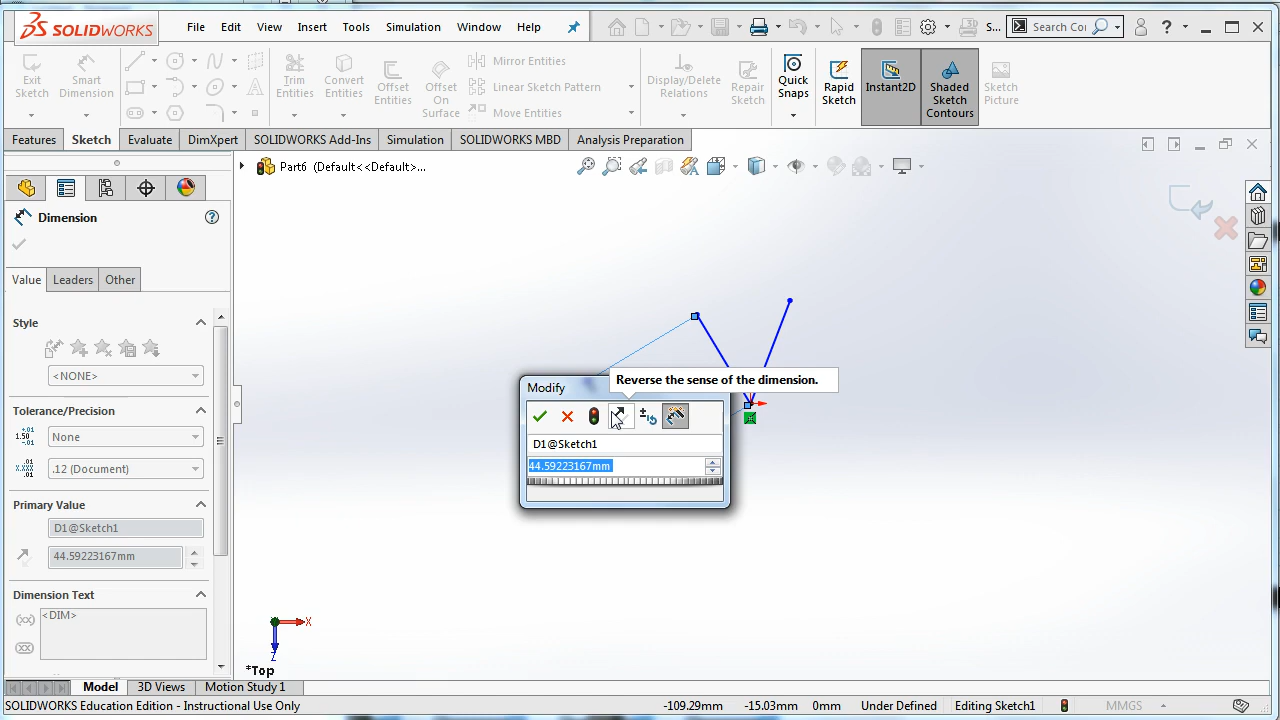 SOLIDWORKS File Edit View Insert Tools Simulation Window Help S... Search Co
Exit Sketch
Smart Dimension
Trim Entities
Convert Entities
Offset Entities
Offset On Surface
Mirror Entities
Linear Sketch Pattern
Move Entities
Display/Delete Relations
Repair Sketch
Quick Snaps
Rapid Sketch
Instant2D
Shaded Sketch Contours
Sketch Picture
Features Sketch Evaluate DimXpert SOLIDWORKS Add-Ins Simulation SOLIDWORKS MBD Analysis Preparation
Part6 (Default<<Default>...
Dimension
Value Leaders Other
Style
<NONE>
Tolerance/Precision
None
.12 (Document)
Primary Value
D1@Sketch1
44.59223167mm
Dimension Text
<DIM>
Modify
Reverse the sense of the dimension.
D1@Sketch1
44.59223167mm
X
Z
*Top
Model 3D Views Motion Study 1
SOLIDWORKS Education Edition - Instructional Use Only -109.29mm -15.03mm 0mm Under Defined Editing Sketch1 MMGS